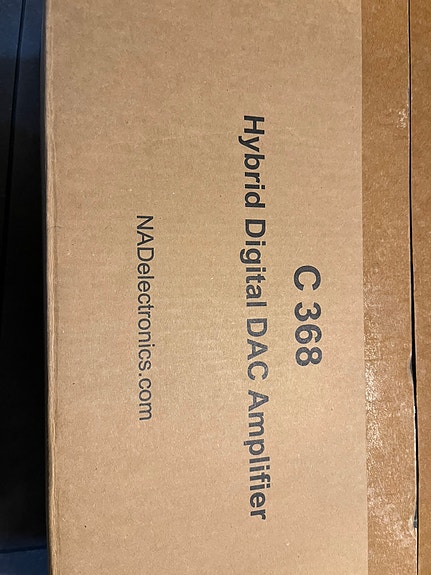 C 368
Hybrid Digital DAC Amplifier
NADelectronics.com